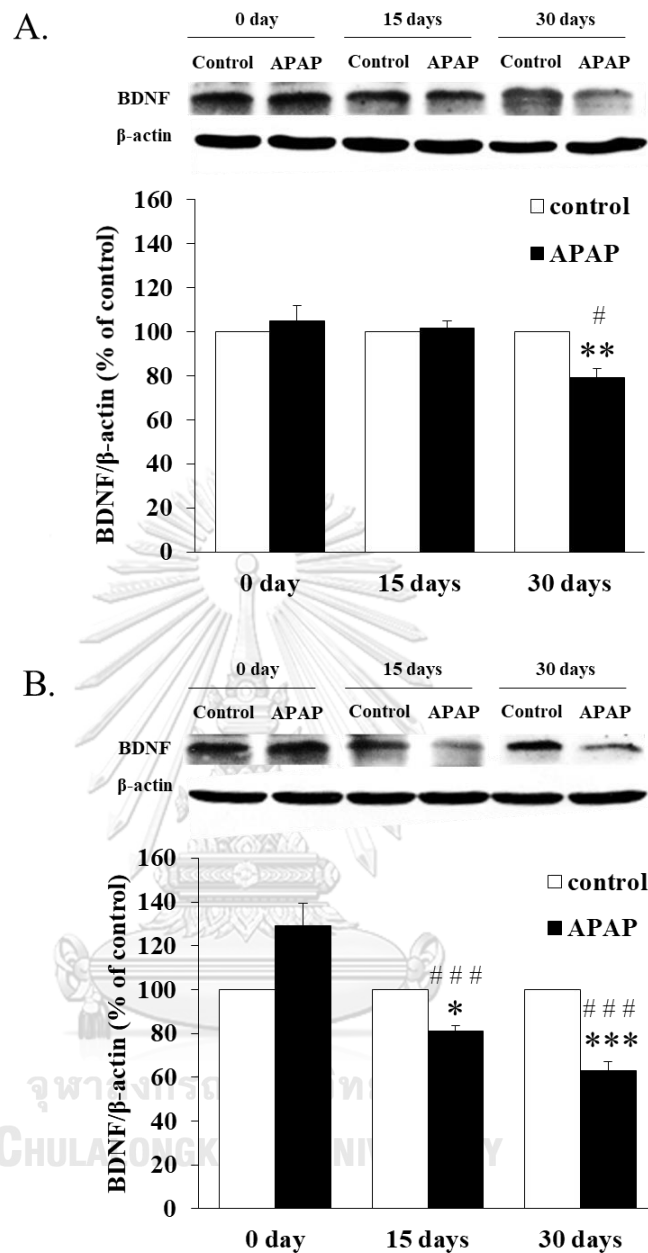 A.
0 day 15 days 30 days
Control APAP Control APAP Control APAP
BDNF
β-actin
BDNF/β-actin (% of control)
160
140
120
100
80
60
40
20
0
control
APAP
#
**
0 day 15 days 30 days
B.
0 day 15 days 30 days
Control APAP Control APAP Control APAP
BDNF
β-actin
BDNF/β-actin (% of control)
160
140
120
100
80
60
40
20
0
control
APAP
# # #
*
# # #
***
0 day 15 days 30 days